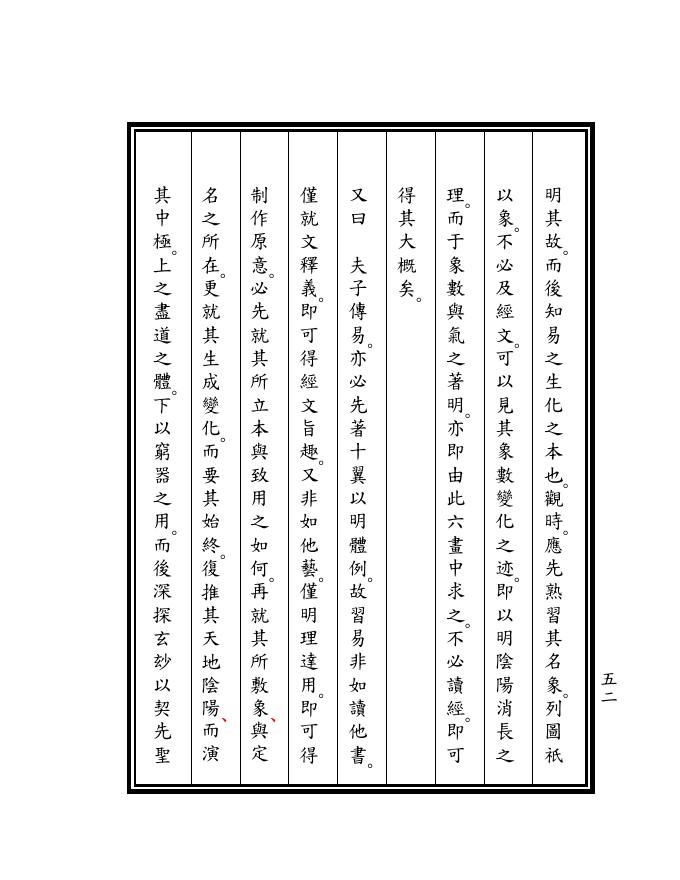 明其故。而後知易之生化之本也。觀時。應先熟習其名象。列圖祇
以象。不必及經文。可以見其象數變化之迹。即以明陰陽消長之
理。而于象數與氣之著明。亦即由此六畫中求之。不必讀經。即可
得其大概矣。
又曰　夫子傳易。亦必先著十翼以明體例。故習易非如讀他書。
僅就文釋義。即可得經文旨趣。又非如他藝。僅明理達用。即可得
制作原意。必先就其所立本與致用之如何。再就其所敷象、與定
名之所在。更就其生成變化。而要其始終。復推其天地陰陽、而演
其中極。上之盡道之體。下以窮器之用。而後深探玄玅以契先聖
五二